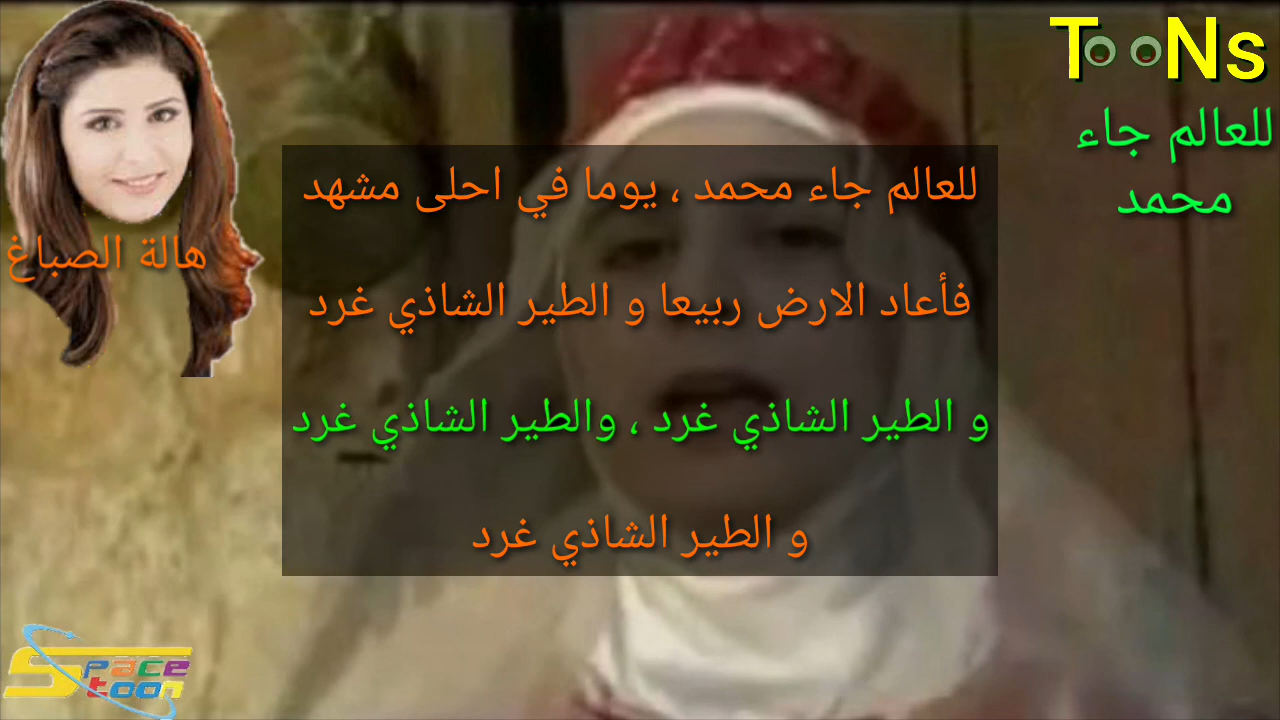 TooNs
للعالم جاء
محمد
هالة الصباغ
للعالم جاء محمد ، يوما في احلى مشهد
فأعاد الارض ربيعا و الطير الشاذي غرد
و الطير الشاذي غرد ، والطير الشاذي غرد
و الطير الشاذي غرد
Space
toon